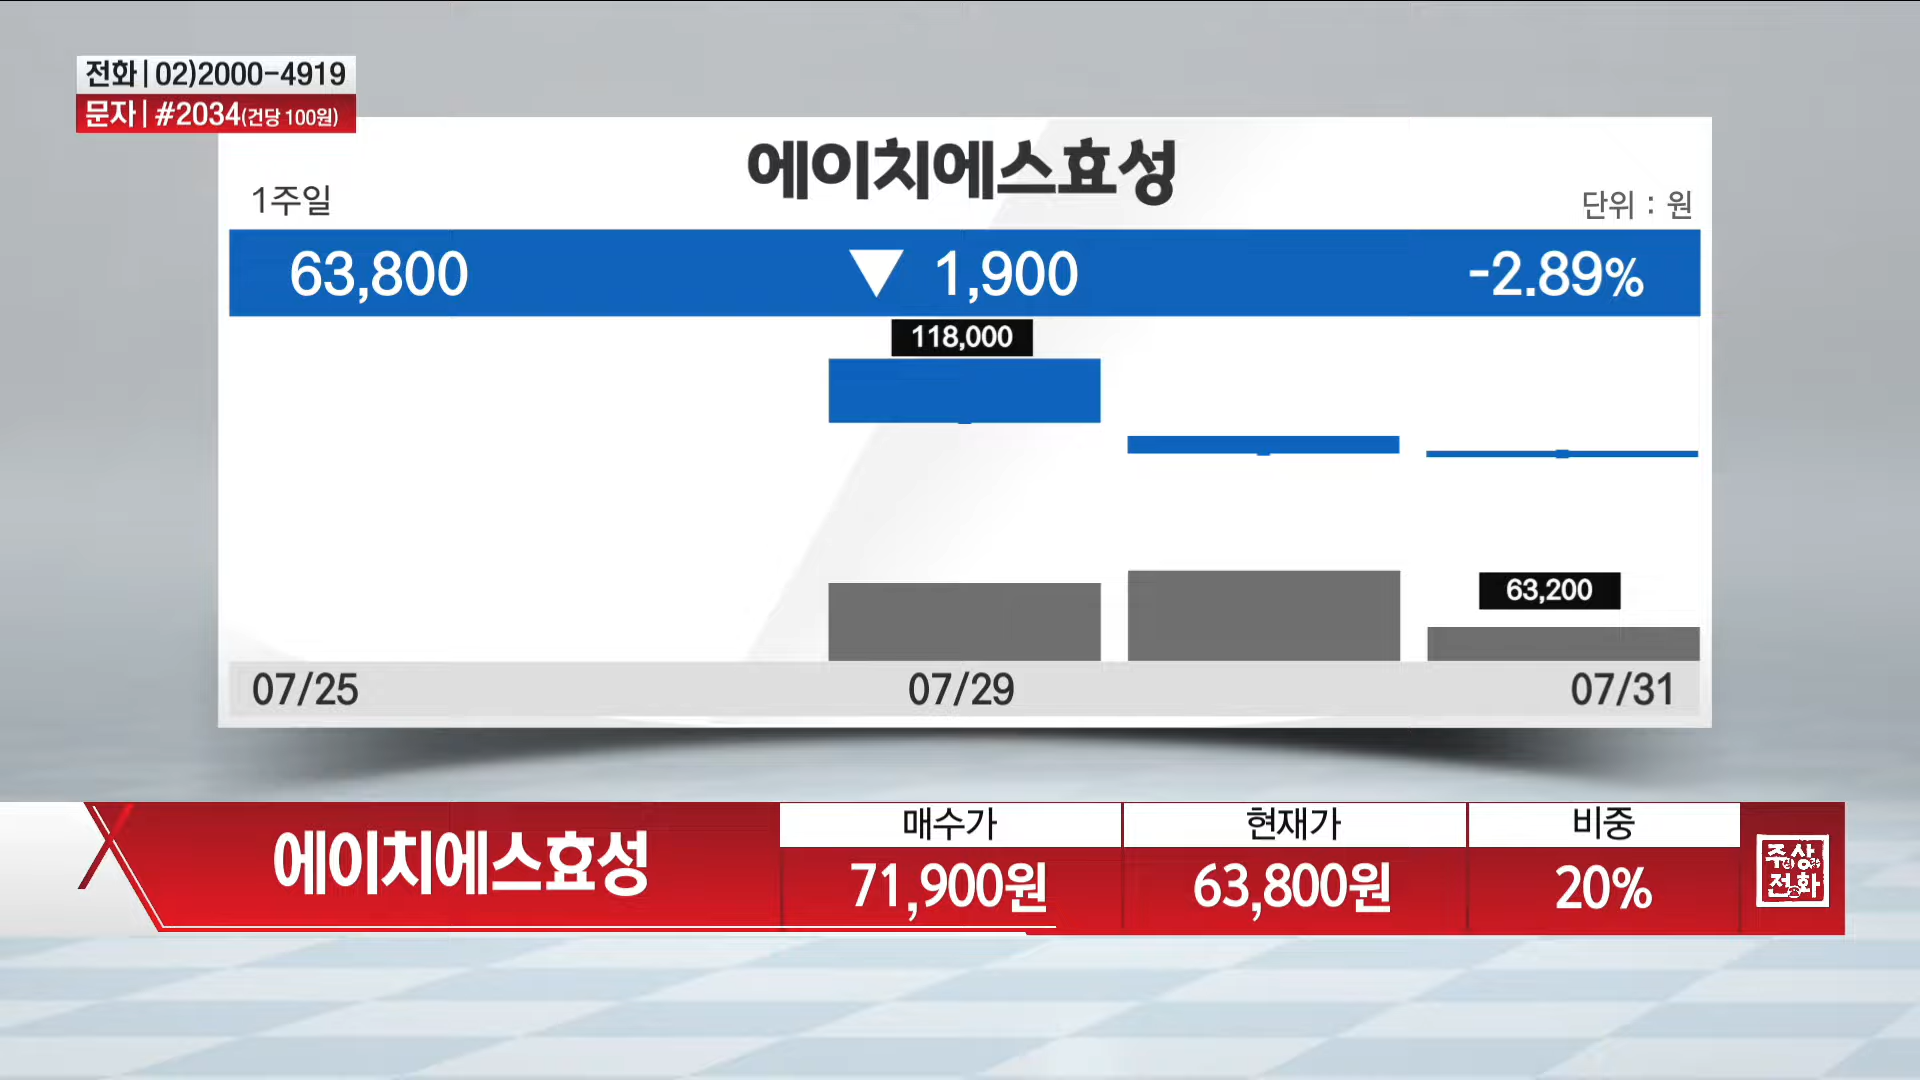 전화 | 02)2000-4919
문자 | #2034(건당 100원)
에이치에스효성
1주일
단위 : 원
63,800 ▼ 1,900 -2.89%
118,000
63,200
07/25 07/29 07/31
에이치에스효성
매수가 현재가 비중
71,900원 63,800원 20%
주상
전화